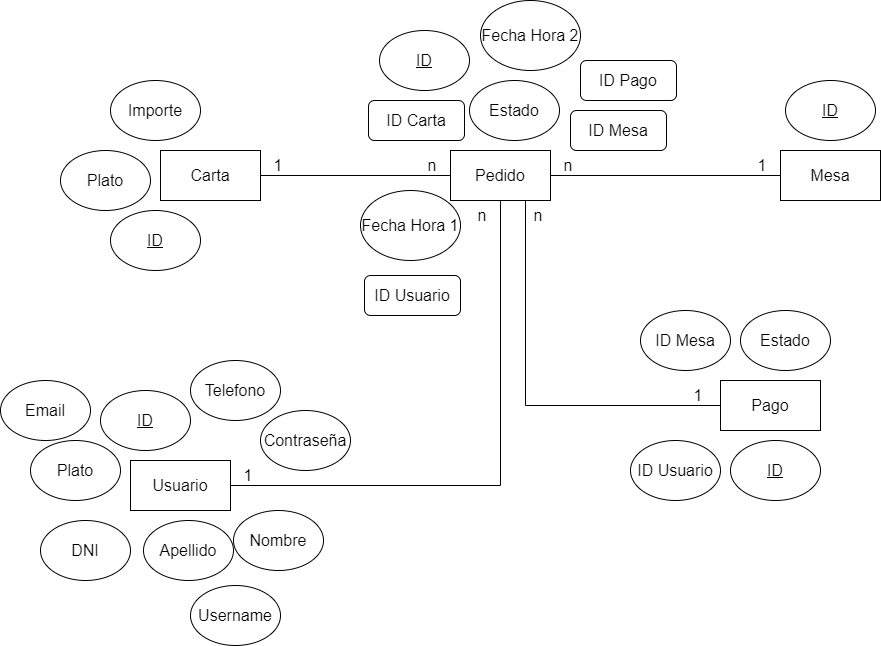 Fecha Hora 2
ID
ID Pago
Importe
Estado
ID
ID Carta
ID Mesa
1
n
n
1
Plato
Carta
Pedido
Mesa
n
n
Fecha Hora 1
ID
ID Usuario
ID Mesa
Estado
Telefono
1
Email
ID
Pago
Contraseña
Plato
1
ID Usuario
ID
Usuario
Nombre
DNI
Apellido
Username